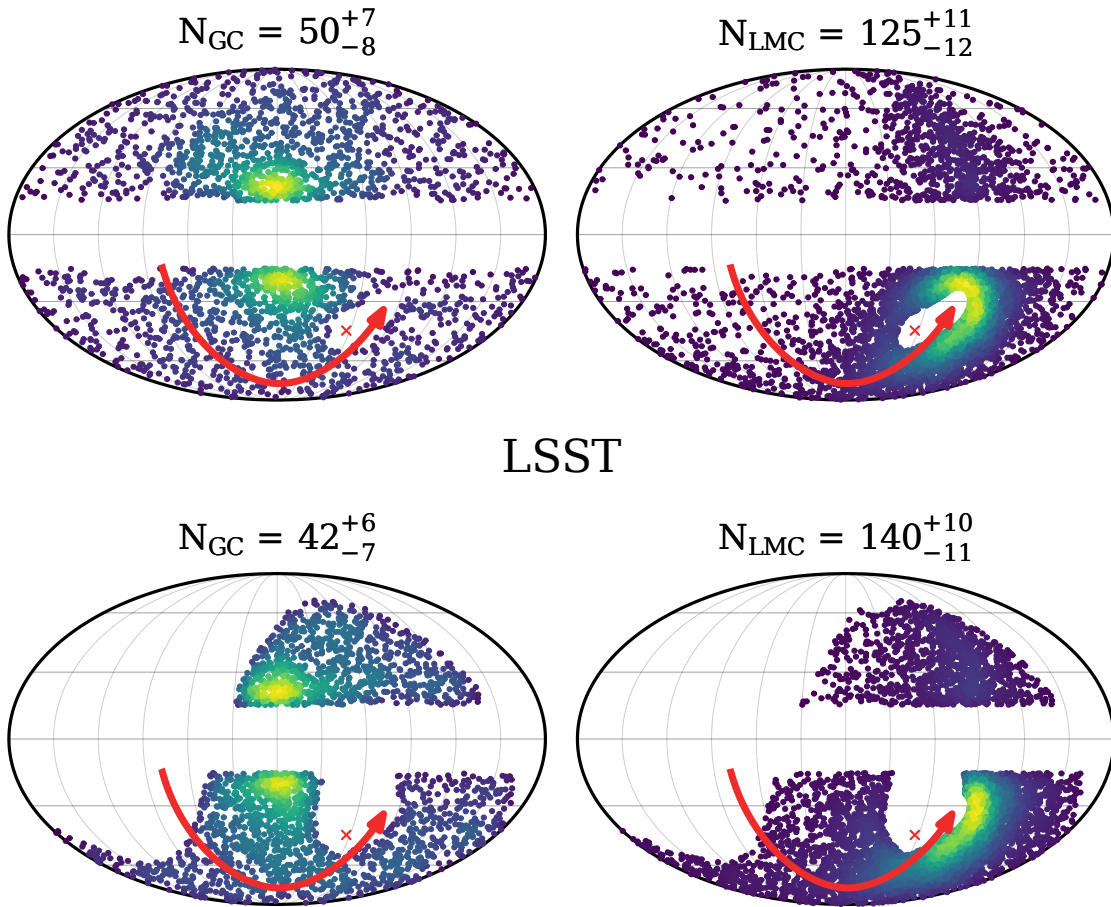 N_GC = 50^{+7}_{-8}
N_LMC = 125^{+11}_{-12}
LSST
N_GC = 42^{+6}_{-7}
N_LMC = 140^{+10}_{-11}